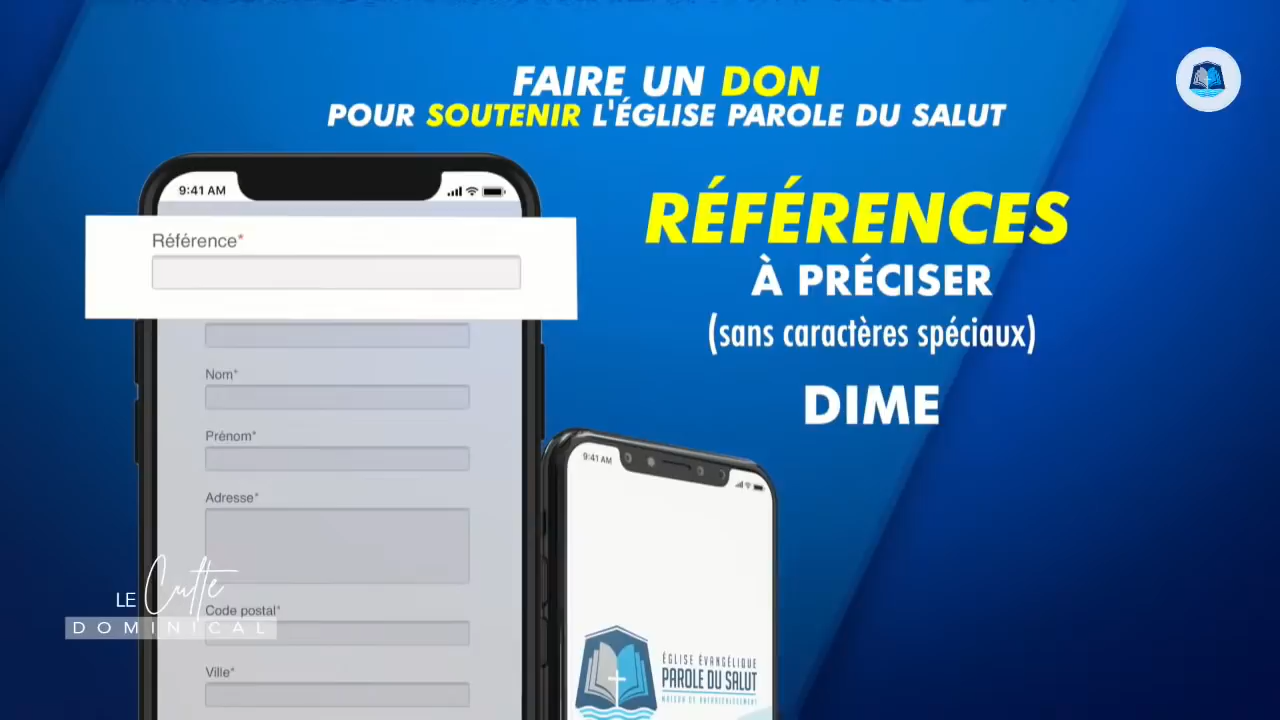 FAIRE UN DON
POUR SOUTENIR L'ÉGLISE PAROLE DU SALUT
9:41 AM
Référence*
Nom*
Prénom*
Adresse*
Code postal*
Ville*
RÉFÉRENCES
À PRÉCISER
(sans caractères spéciaux)
DIME
9:41 AM
ÉGLISE ÉVANGÉLIQUE
PAROLE DU SALUT
LE Culte
DOMINICAL